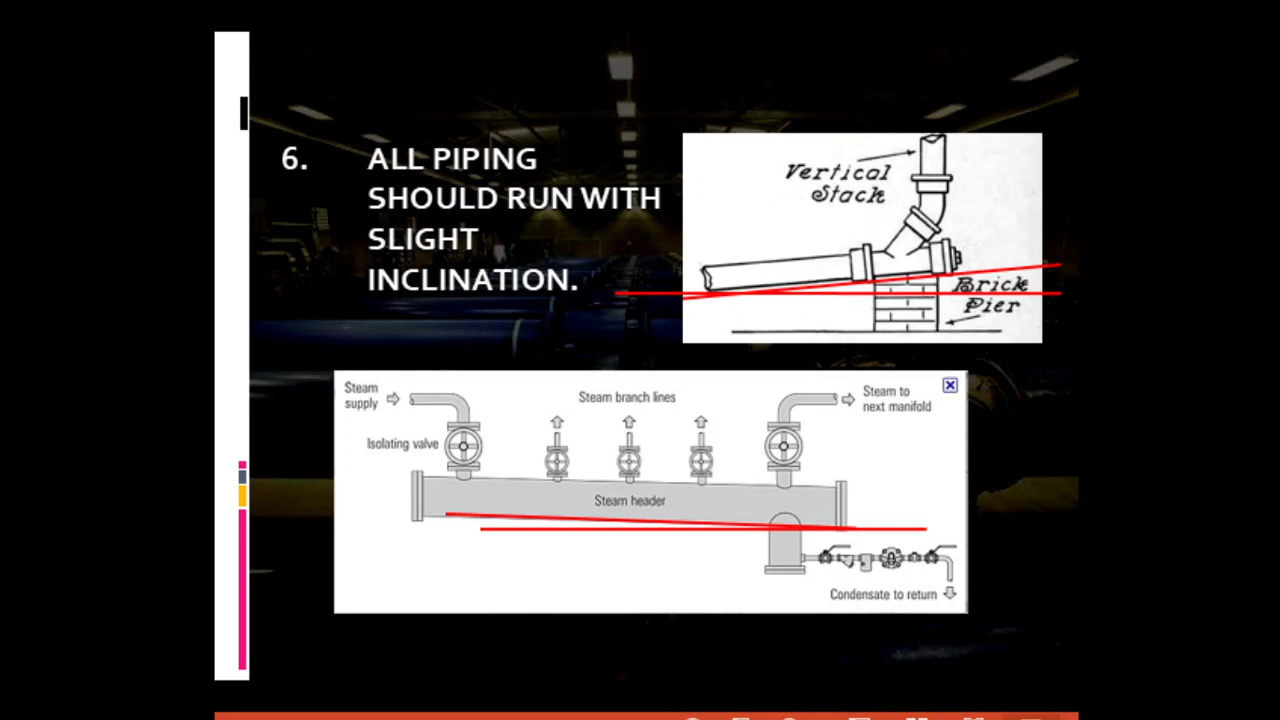 6. ALL PIPING
SHOULD RUN WITH
SLIGHT
INCLINATION.
Vertical
Stack
Brick
Pier
Steam
supply
Steam branch lines
Steam to
next manifold
Isolating valve
Steam header
Condensate to return